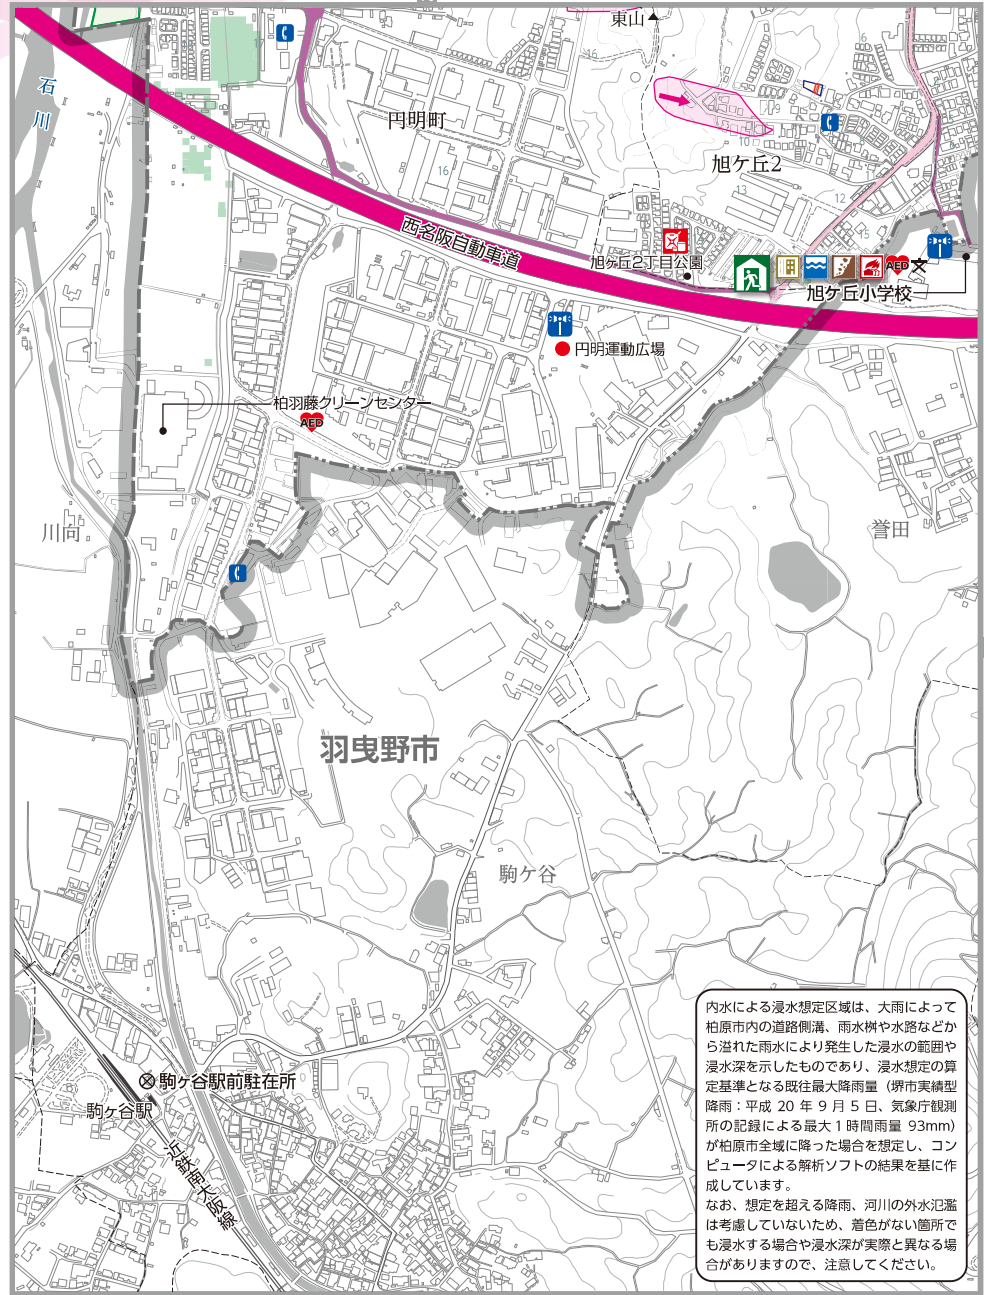 東山
石川
17
16
6
16
円明町
9
10
旭ケ丘2
16
13
12
15
西名阪自動車道
旭ヶ丘2丁目公園
AED
文
旭ケ丘小学校
円明運動広場
柏羽藤クリーンセンター
AED
川向
誉田
羽曳野市
駒ケ谷
駒ヶ谷駅前駐在所
駒ヶ谷駅
近鉄南大阪線
内水による浸水想定区域は、大雨によって
柏原市内の道路側溝、雨水桝や水路などか
ら溢れた雨水により発生した浸水の範囲や
浸水深を示したものであり、浸水想定の算
定基準となる既往最大降雨量（堺市実績型
降雨：平成 20 年 9 月 5 日、気象庁観測
所の記録による最大 1 時間雨量 93mm）
が柏原市全域に降った場合を想定し、コン
ピュータによる解析ソフトの結果を基に作
成しています。
なお、想定を超える降雨、河川の外水氾濫
は考慮していないため、着色がない箇所で
も浸水する場合や浸水深が実際と異なる場
合がありますので、注意してください。